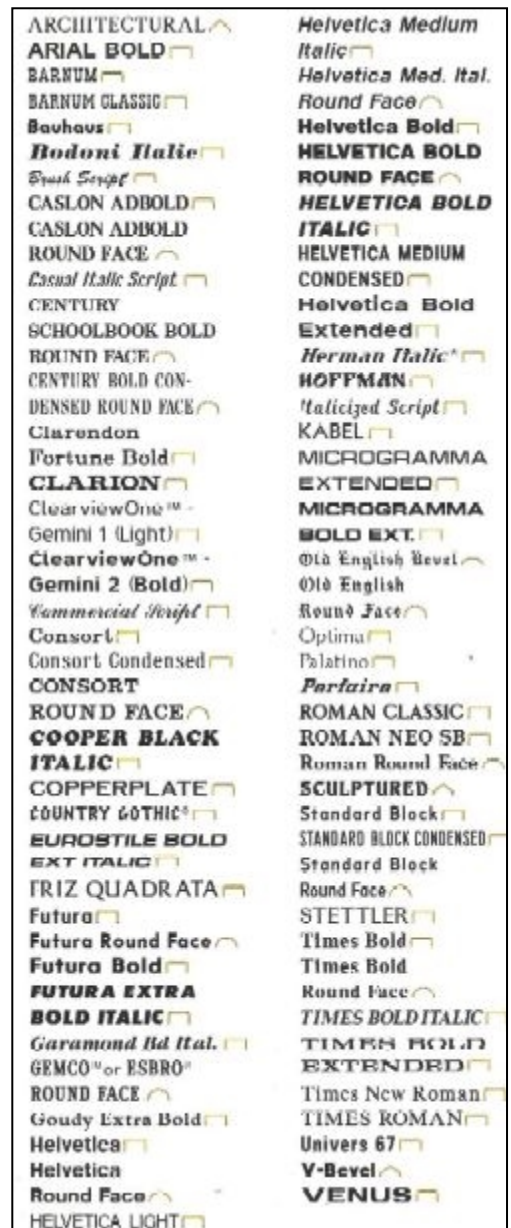 ARCHITECTURAL
ARIAL BOLD
BARNUM
BARNUM CLASSIC
Bauhaus
Bodoni Italic
Brush Script
CASLON ADBOLD
CASLON ADBOLD
ROUND FACE
Casual Italic Script
CENTURY
SCHOOLBOOK BOLD
ROUND FACE
CENTURY BOLD CON-
DENSED ROUND FACE
Clarendon
Fortune Bold
CLARION
ClearviewOne™ -
Gemini 1 (Light)
ClearviewOne™ -
Gemini 2 (Bold)
Commercial Script
Consort
Consort Condensed
CONSORT
ROUND FACE
COOPER BLACK
ITALIC
COPPERPLATE
COUNTRY GOTHIC*
EUROSTILE BOLD
EXT ITALIC
FRIZ QUADRATA
Futura
Futura Round Face
Futura Bold
FUTURA EXTRA
BOLD ITALIC
Garamond Bd Ital.
GEMCO™ or ESBRO®
ROUND FACE
Goudy Extra Bold
Helvetica
Helvetica
Round Face
HELVETICA LIGHT
Helvetica Medium
Italic
Helvetica Med. Ital.
Round Face
Helvetica Bold
HELVETICA BOLD
ROUND FACE
HELVETICA BOLD
ITALIC
HELVETICA MEDIUM
CONDENSED
Helvetica Bold
Extended
Herman Italic*
HOFFMAN
Italicized Script
KABEL
MICROGRAMMA
EXTENDED
MICROGRAMMA
BOLD EXT.
Old English Bevel
Old English
Round Face
Optima
Palatino
Parfaire
ROMAN CLASSIC
ROMAN NEO SB
Roman Round Face
SCULPTURED
Standard Block
STANDARD BLOCK CONDENSED
Standard Block
Round Face
STETTLER
Times Bold
Times Bold
Round Face
TIMES BOLD ITALIC
TIMES BOLD
EXTENDED
Times New Roman
TIMES ROMAN
Univers 67
V-Bevel
VENUS